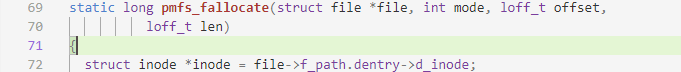 69 static long pmfs_fallocate(struct file *file, int mode, loff_t offset,
70 loff_t len)
71 {
72 struct inode *inode = file->f_path.dentry->d_inode;